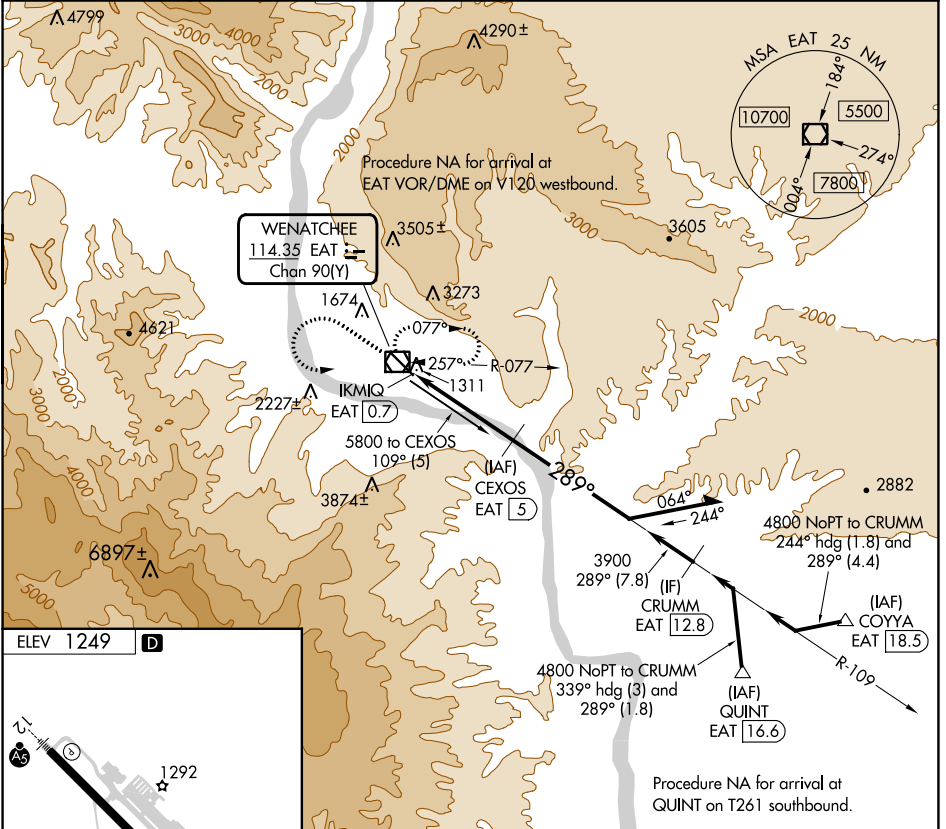 4799
3000
4000
2000
4290±
MSA EAT 25 NM
184°
10700
5500
274°
004°
7800
2000
Procedure NA for arrival at
EAT VOR/DME on V120 westbound.
3000
3605
WENATCHEE
114.35 EAT
Chan 90(Y)
3505±
3273
1674
2000
4621
077°
257°
R-077
1311
IKMIQ
EAT 0.7
2227±
2000
3000
5800 to CEXOS
109° (5)
(IAF)
CEXOS
EAT 5
289°
3874±
4000
064°
244°
2882
4800 NoPT to CRUMM
244° hdg (1.8) and
289° (4.4)
6897±
5000
3900
289° (7.8)
(IF)
CRUMM
EAT 12.8
(IAF)
COYYA
EAT 18.5
R-109
4800 NoPT to CRUMM
339° hdg (3) and
289° (1.8)
(IAF)
QUINT
EAT 16.6
ELEV 1249 D
12
A5
P
1292
Procedure NA for arrival at
QUINT on T261 southbound.